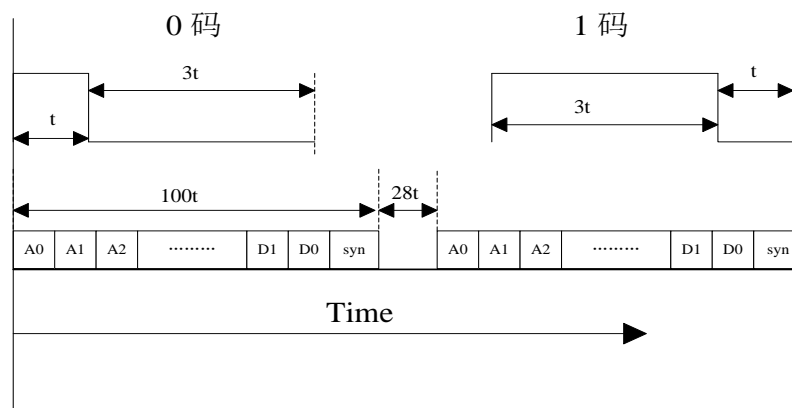 0 码 1 码
3t t
t 3t
100t 28t
A0 A1 A2 ⋯⋯⋯ D1 D0 syn A0 A1 A2 ⋯⋯⋯ D1 D0 syn
Time